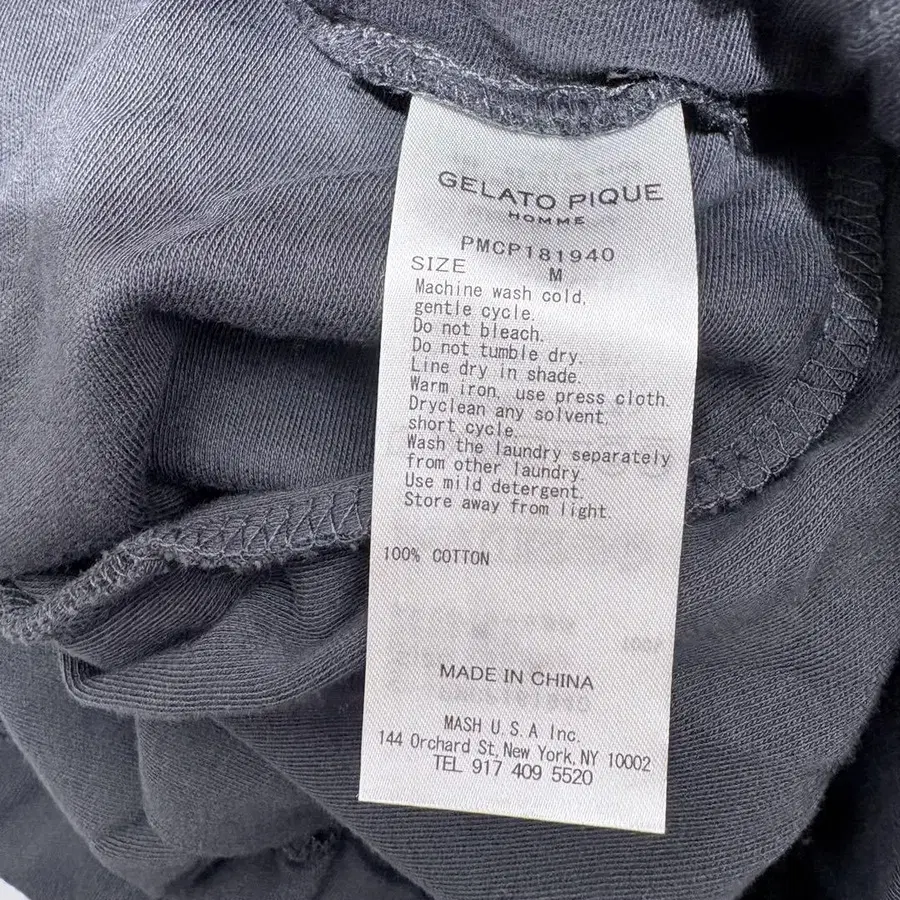 GELATO PIQUE
HOMME
PMCP181940
SIZE M
Machine wash cold,
gentle cycle.
Do not bleach.
Do not tumble dry.
Line dry in shade.
Warm iron, use press cloth.
Dryclean any solvent,
short cycle.
Wash the laundry separately
from other laundry.
Use mild detergent.
Store away from light.
100% COTTON
MADE IN CHINA
MASH U.S.A Inc.
144 Orchard St, New York, NY 10002
TEL 917 409 5520